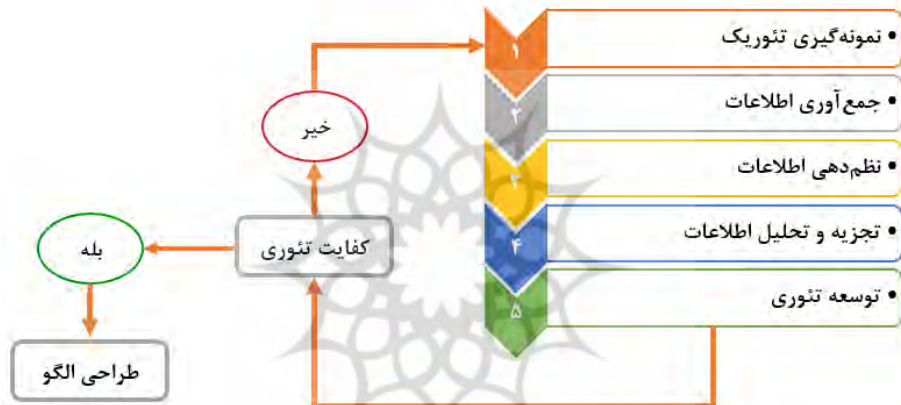 ۱
• نمونه‌گیری تئوریک
۲
• جمع‌آوری اطلاعات
۳
• نظم‌دهی اطلاعات
۴
• تجزیه و تحلیل اطلاعات
۵
• توسعه تئوری
کفایت تئوری
خیر
بله
طراحی الگو